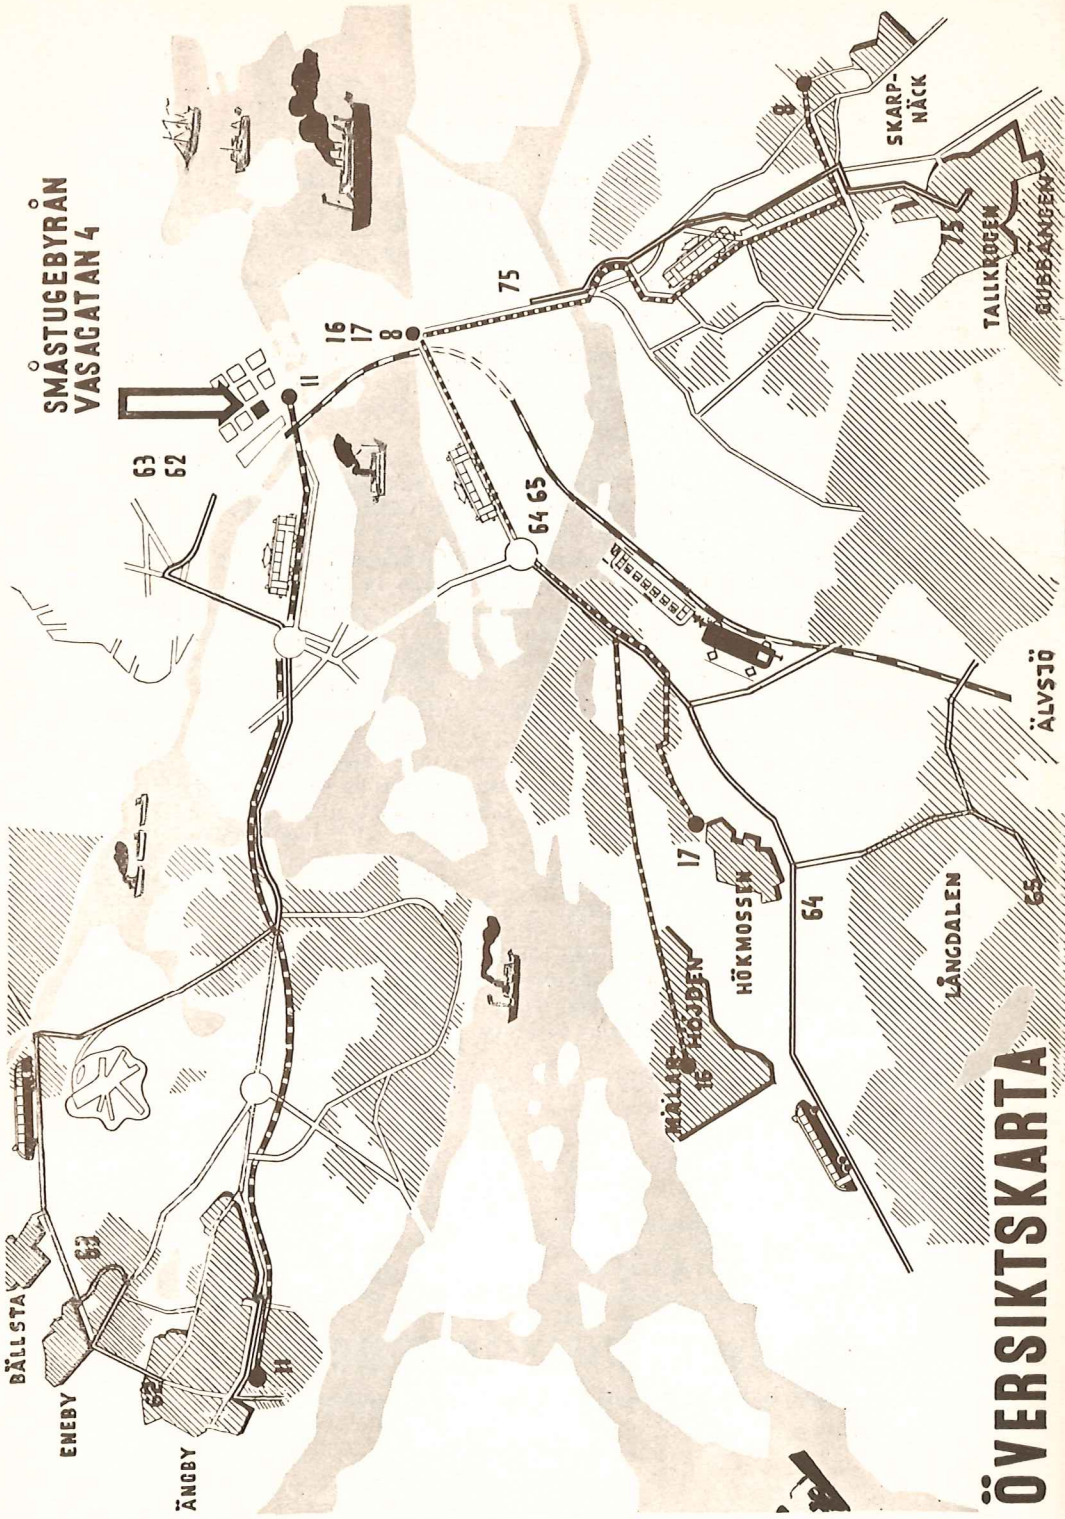 SMÅSTUGEBYRÅN
VASAGATAN 4
63
62
11
16
17
8
75
64 65
8
SKARP-
NÄCK
75
TALLKROGEN
GUBBÄNGEN
BÄLLSTA
63
ENEBY
62
ÄNGBY
11
MÄLAR-
HÖJDEN
16
17
HÖKMOSSEN
64
LÅNGDALEN
65
ÄLVSJÖ
ÖVERSIKTSKARTA